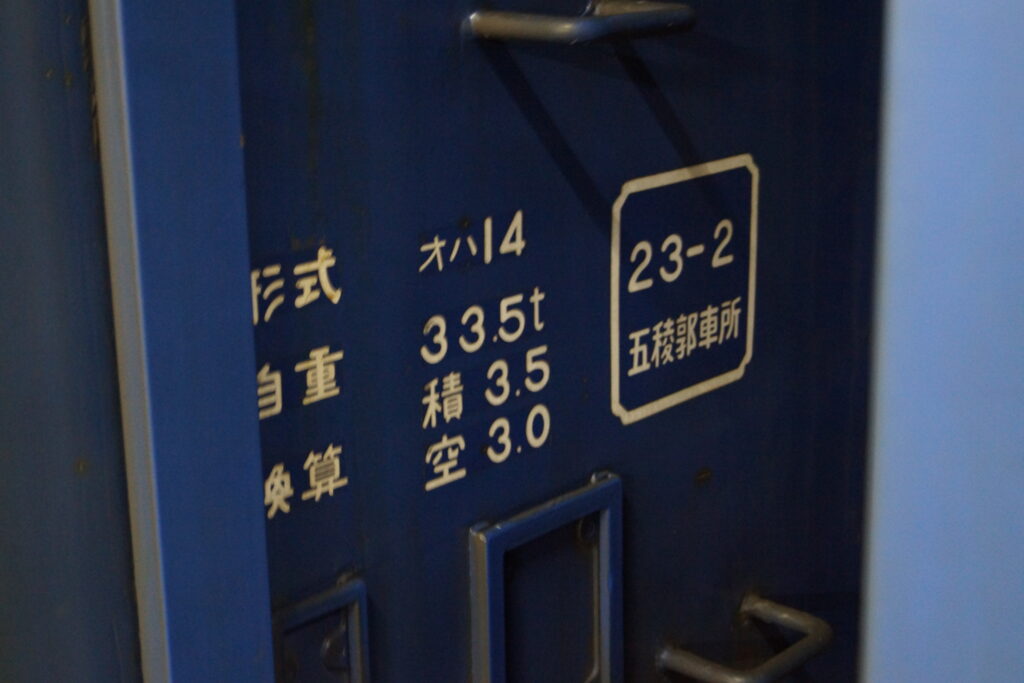 形式 オハ14
自重 33.5t
換算 積 3.5
空 3.0
23-2
五稜郭車所